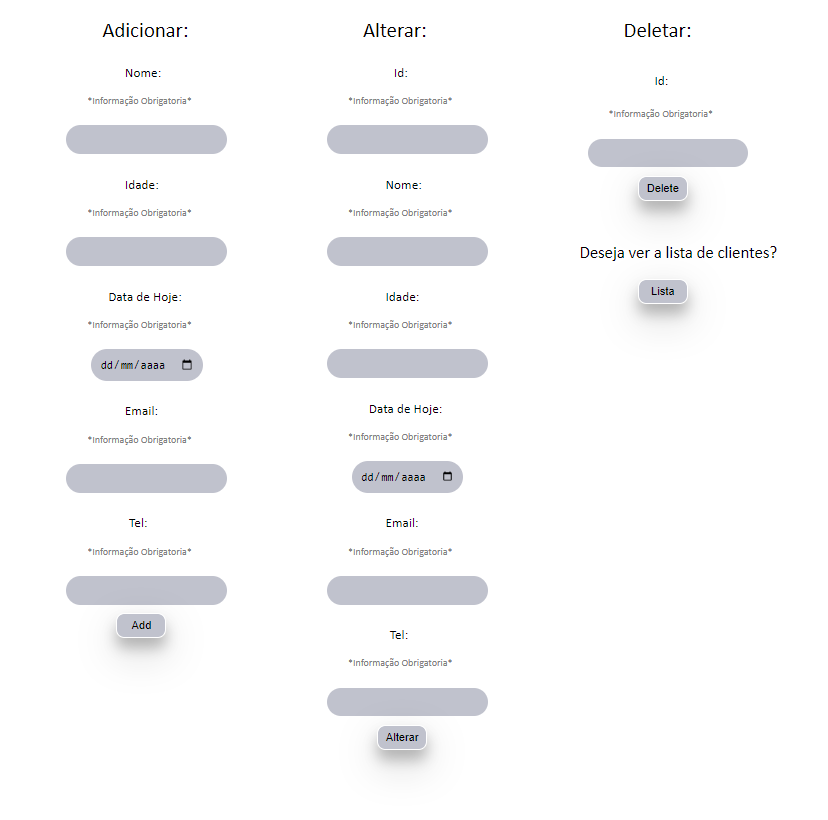 Adicionar:
Nome:
*Informação Obrigatoria*
Idade:
*Informação Obrigatoria*
Data de Hoje:
*Informação Obrigatoria*
dd/mm/aaaa
Email:
*Informação Obrigatoria*
Tel:
*Informação Obrigatoria*
Add
Alterar:
Id:
*Informação Obrigatoria*
Nome:
*Informação Obrigatoria*
Idade:
*Informação Obrigatoria*
Data de Hoje:
*Informação Obrigatoria*
dd/mm/aaaa
Email:
*Informação Obrigatoria*
Tel:
*Informação Obrigatoria*
Alterar
Deletar:
Id:
*Informação Obrigatoria*
Delete
Deseja ver a lista de clientes?
Lista